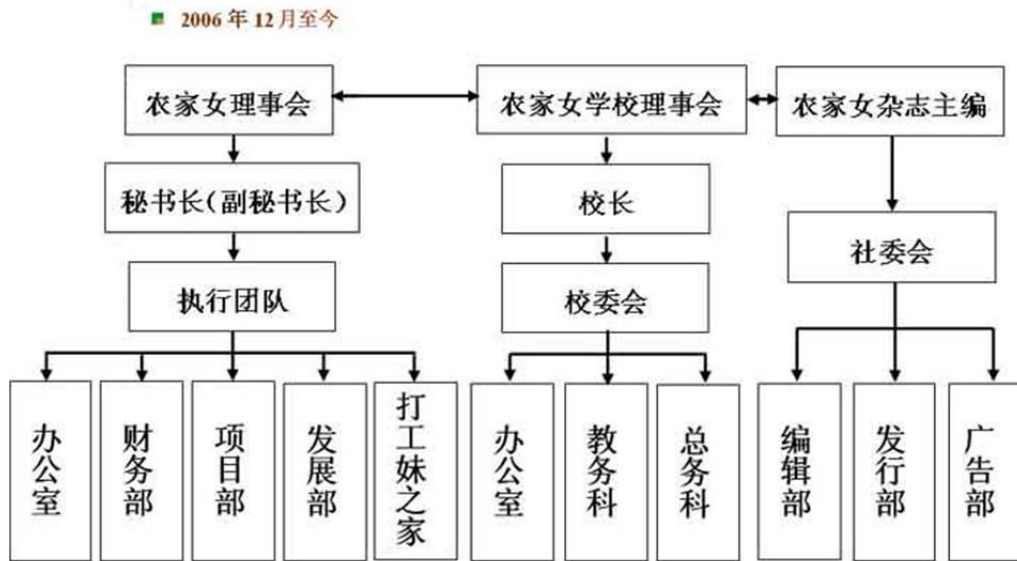 2006年12月至今
农家女理事会
农家女学校理事会
农家女杂志主编
秘书长(副秘书长)
校长
社委会
执行团队
校委会
办公室
财务部
项目部
发展部
打工妹之家
办公室
教务科
总务科
编辑部
发行部
广告部